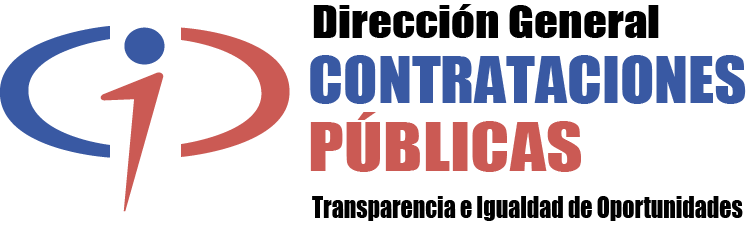 Dirección General
CONTRATACIONES
PÚBLICAS
Transparencia e Igualdad de Oportunidades